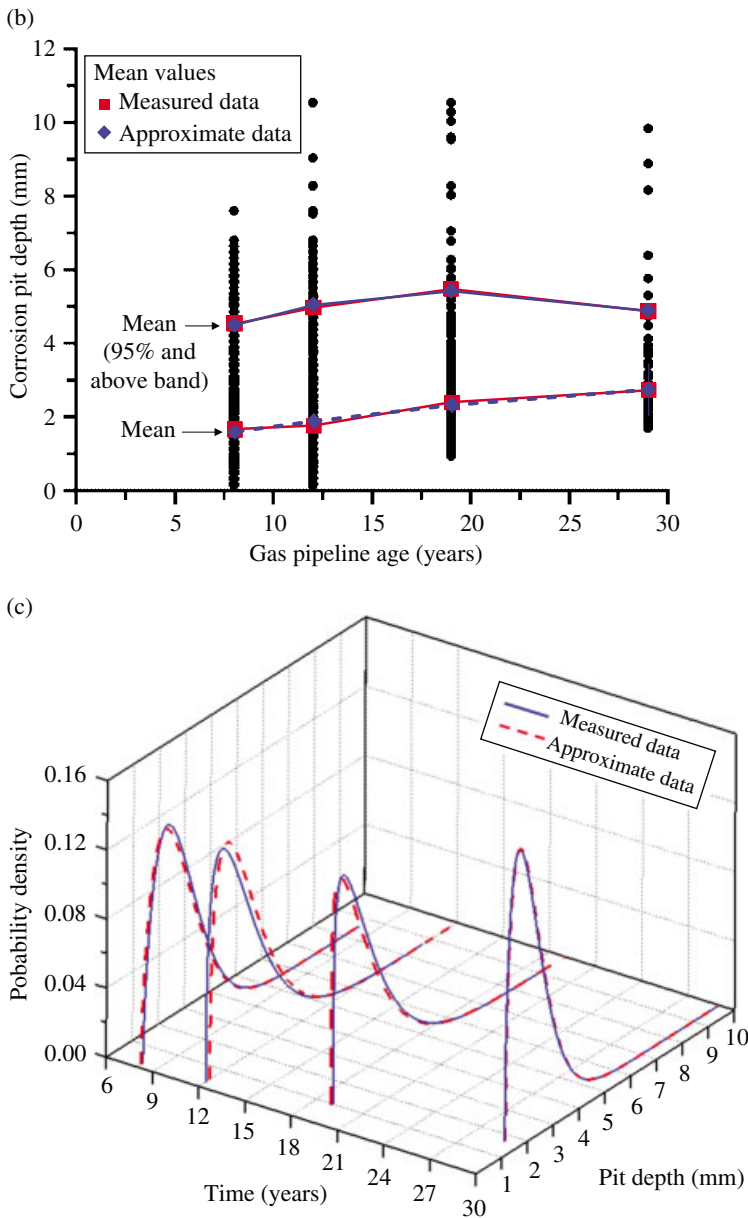 (b)
12
10
8
6
4
2
0
Corrosion pit depth (mm)
Mean values
Measured data
Approximate data
Mean
(95% and
above band)
Mean
0
5
10
15
20
25
30
Gas pipeline age (years)
(c)
Measured data
Approximate data
0.16
0.12
0.08
0.04
0.00
Pobability density
6
9
12
15
18
21
24
27
30
Time (years)
1
2
3
4
5
6
7
8
9
10
Pit depth (mm)